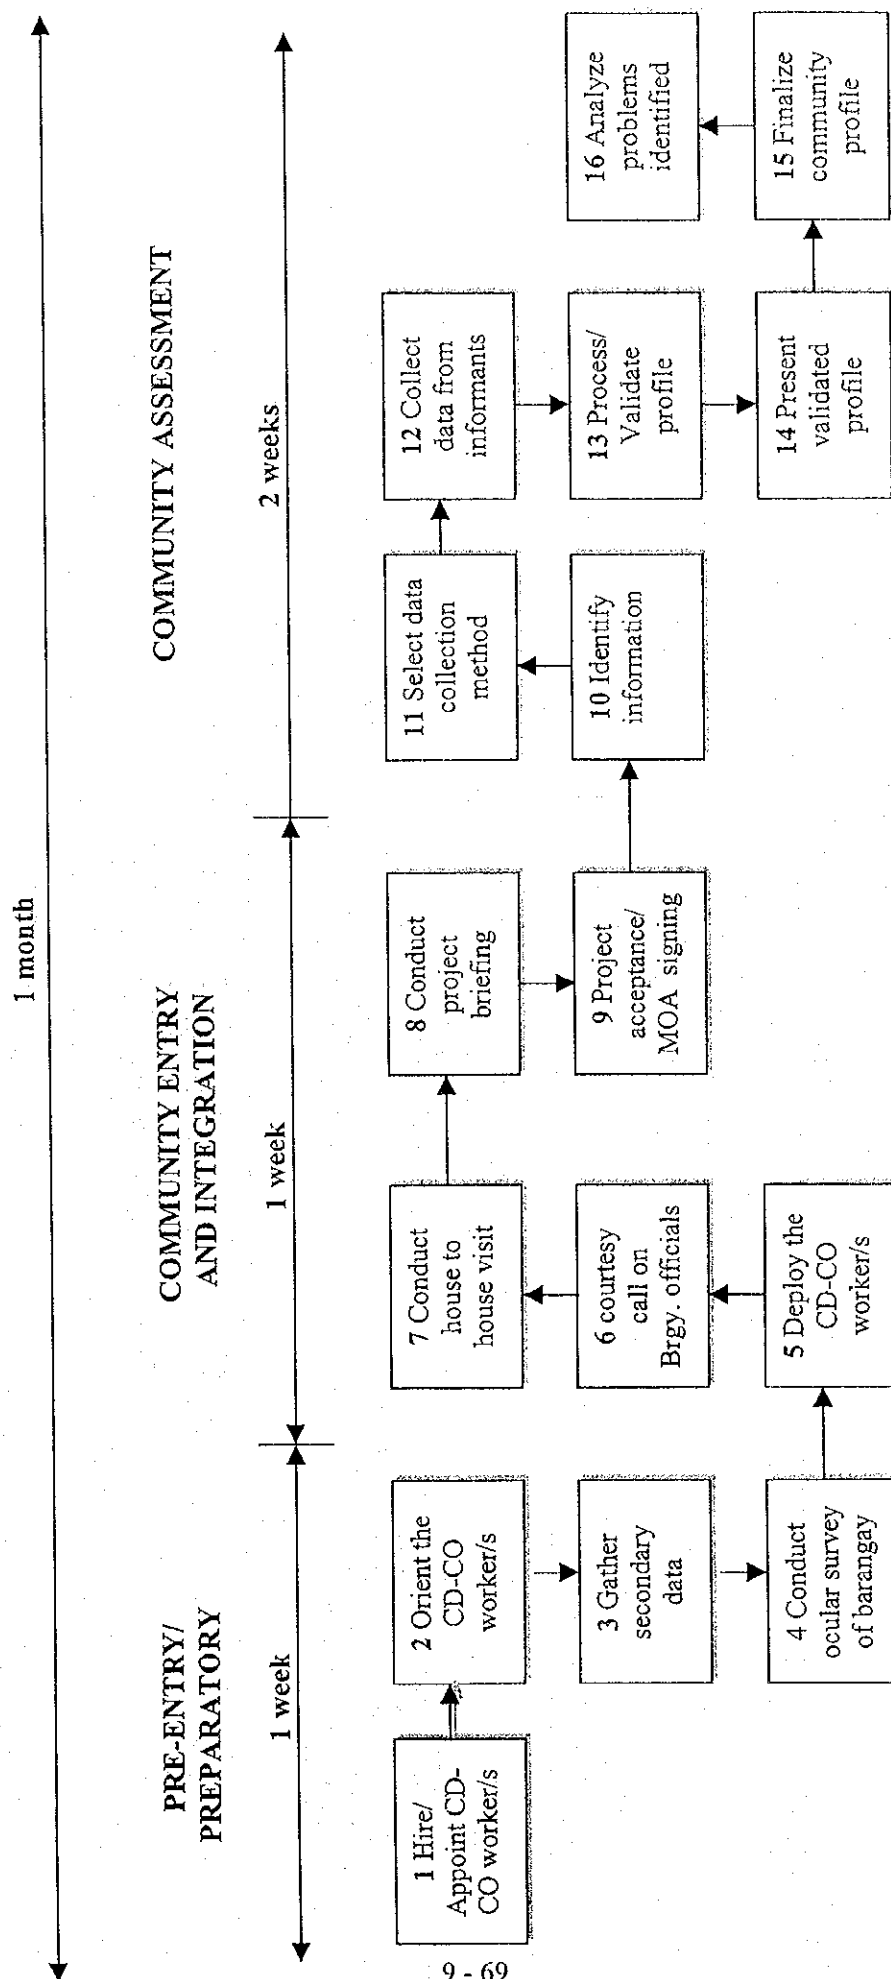 1 month
PRE-ENTRY/
PREPARATORY
COMMUNITY ENTRY
AND INTEGRATION
COMMUNITY ASSESSMENT
1 week
1 week
2 weeks
1 Hire/
Appoint CD-
CO worker/s
2 Orient the
CD-CO
worker/s
3 Gather
secondary
data
4 Conduct
ocular survey
of barangay
5 Deploy the
CD-CO
worker/s
6 courtesy
call on
Brgy. officials
7 Conduct
house to
house visit
8 Conduct
project
briefing
9 Project
acceptance/
MOA signing
10 Identify
information
11 Select data
collection
method
12 Collect
data from
informants
13 Process/
Validate
profile
14 Present
validated
profile
15 Finalize
community
profile
16 Analyze
problems
identified
9 - 69